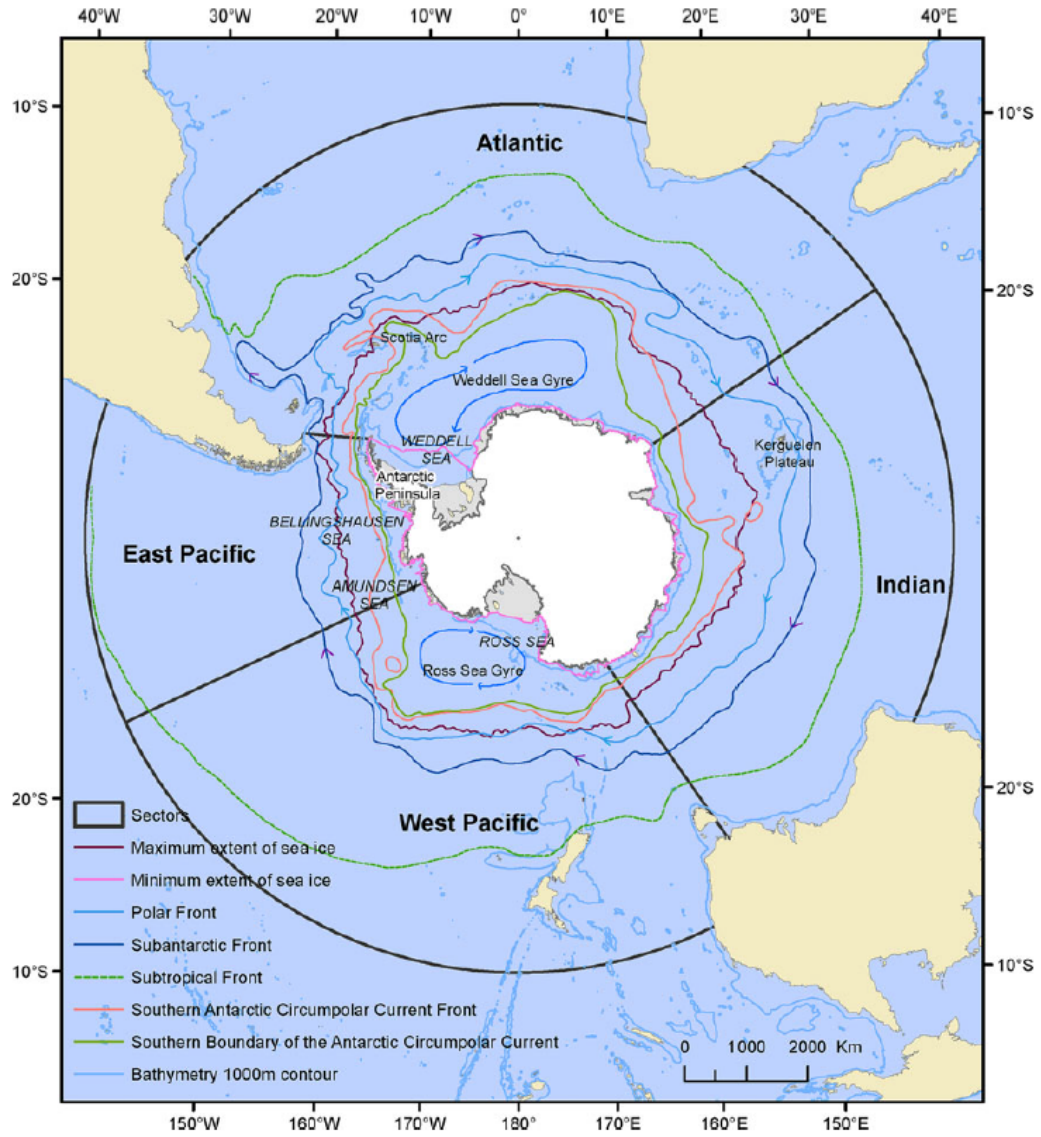 40°W 30°W 20°W 10°W 0° 10°E 20°E 30°E 40°E
10°S 10°S
Atlantic
20°S 20°S
Scotia Arc
Weddell Sea Gyre
WEDDELL
SEA
Kerguelen
Plateau
Antarctic
Peninsula
BELLINGSHAUSEN
SEA
East Pacific
Indian
AMUNDSEN
SEA
ROSS SEA
Ross Sea Gyre
20°S 20°S
West Pacific
Sectors
Maximum extent of sea ice
Minimum extent of sea ice
Polar Front
Subantarctic Front
10°S 10°S
Subtropical Front
Southern Antarctic Circumpolar Current Front
Southern Boundary of the Antarctic Circumpolar Current
0 1000 2000 Km
Bathymetry 1000m contour
150°W 160°W 170°W 180° 170°E 160°E 150°E